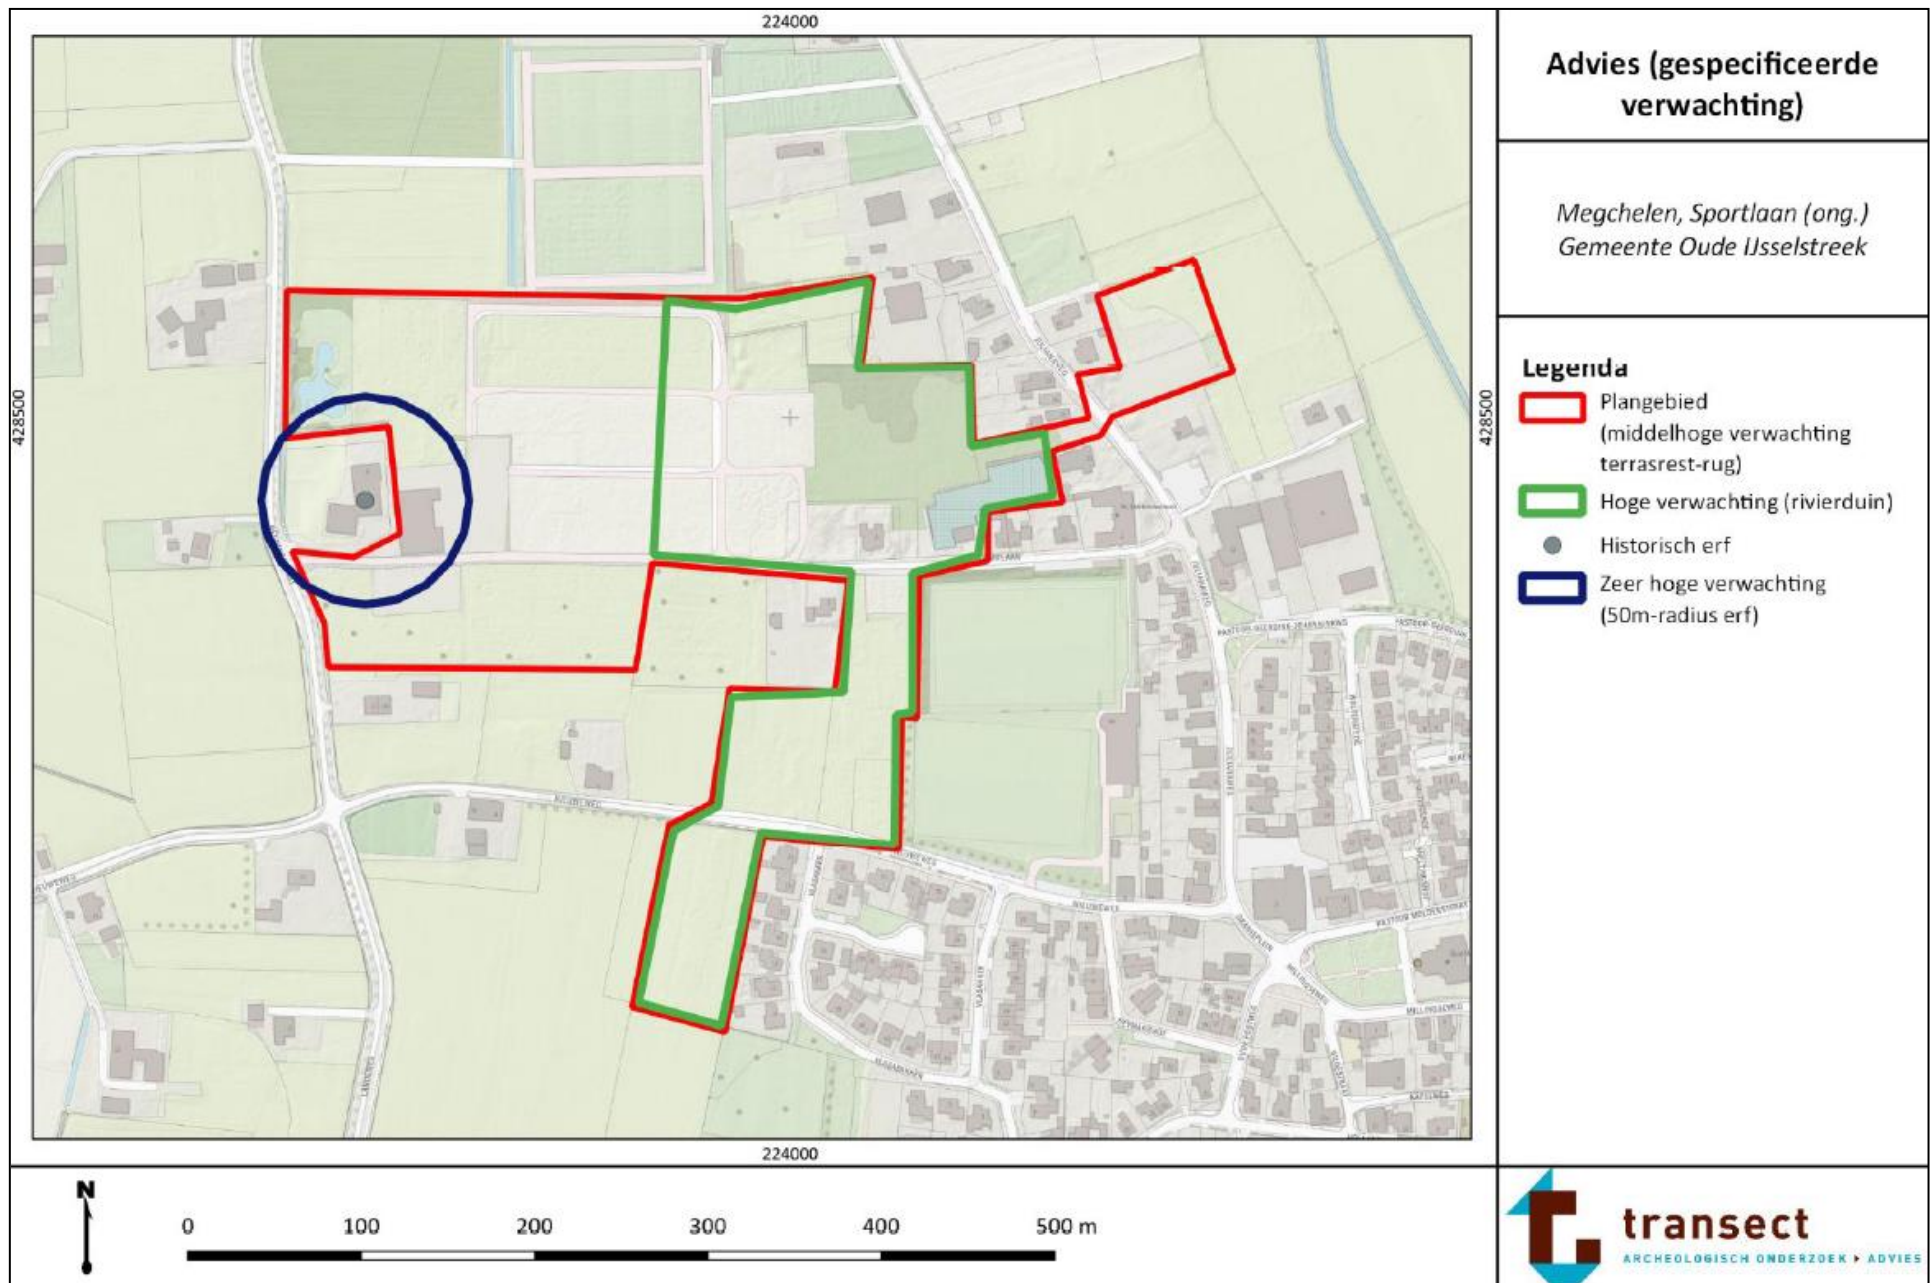 224000
428500
428500
Advies (gespecificeerde
verwachting)
Megchelen, Sportlaan (ong.)
Gemeente Oude IJsselstreek
Legenda
Plangebied
(middelhoge verwachting
terrasrest-rug)
Hoge verwachting (rivierduin)
Historisch erf
Zeer hoge verwachting
(50m-radius erf)
NIEUWEWEG
224000
N
0 100 200 300 400 500 m
transect
ARCHEOLOGISCH ONDERZOEK ▸ ADVIES